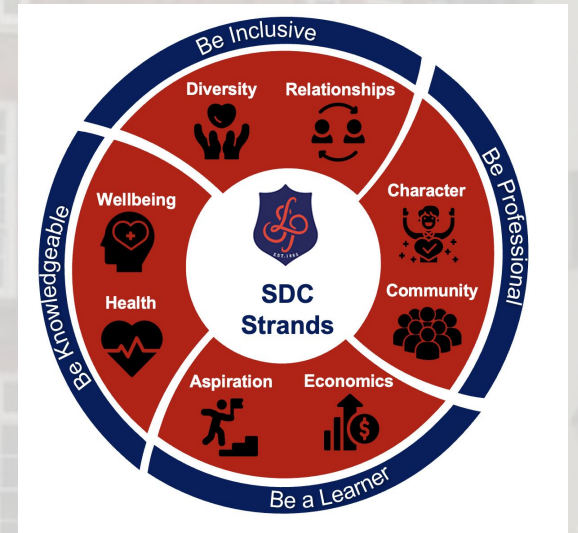 Be Inclusive
Diversity
Relationships
Be Professional
Character
Community
Be a Learner
Economics
Aspiration
Be Knowledgeable
Health
Wellbeing
SDC
Strands
$